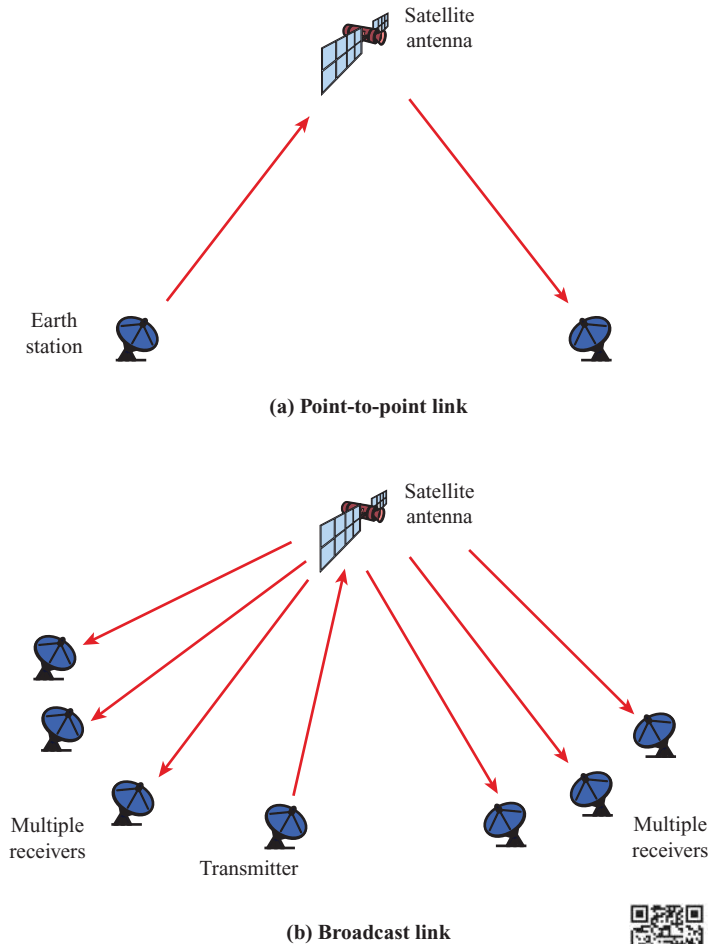 Satellite
antenna
Earth
station
(a) Point-to-point link
Satellite
antenna
Multiple
receivers
Transmitter
Multiple
receivers
(b) Broadcast link